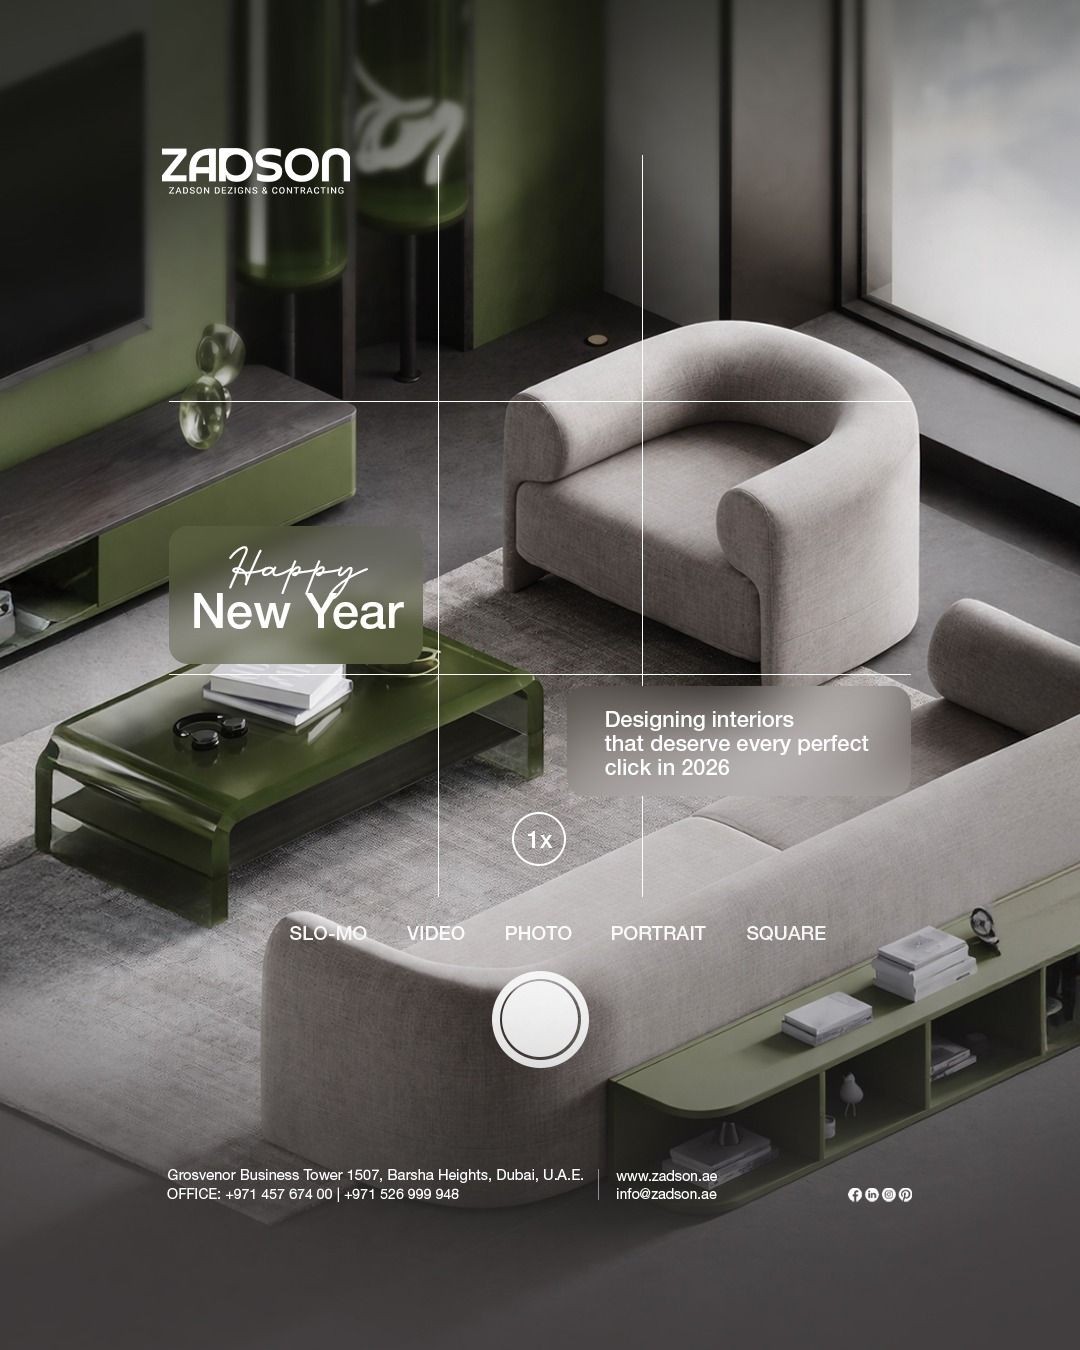 ZADSON
ZADSON DEZIGNS & CONTRACTING
Happy
New Year
Designing interiors
that deserve every perfect
click in 2026
1x
SLO-MO VIDEO PHOTO PORTRAIT SQUARE
Grosvenor Business Tower 1507, Barsha Heights, Dubai, U.A.E.
OFFICE: +971 457 674 00 | +971 526 999 948
www.zadson.ae
info@zadson.ae